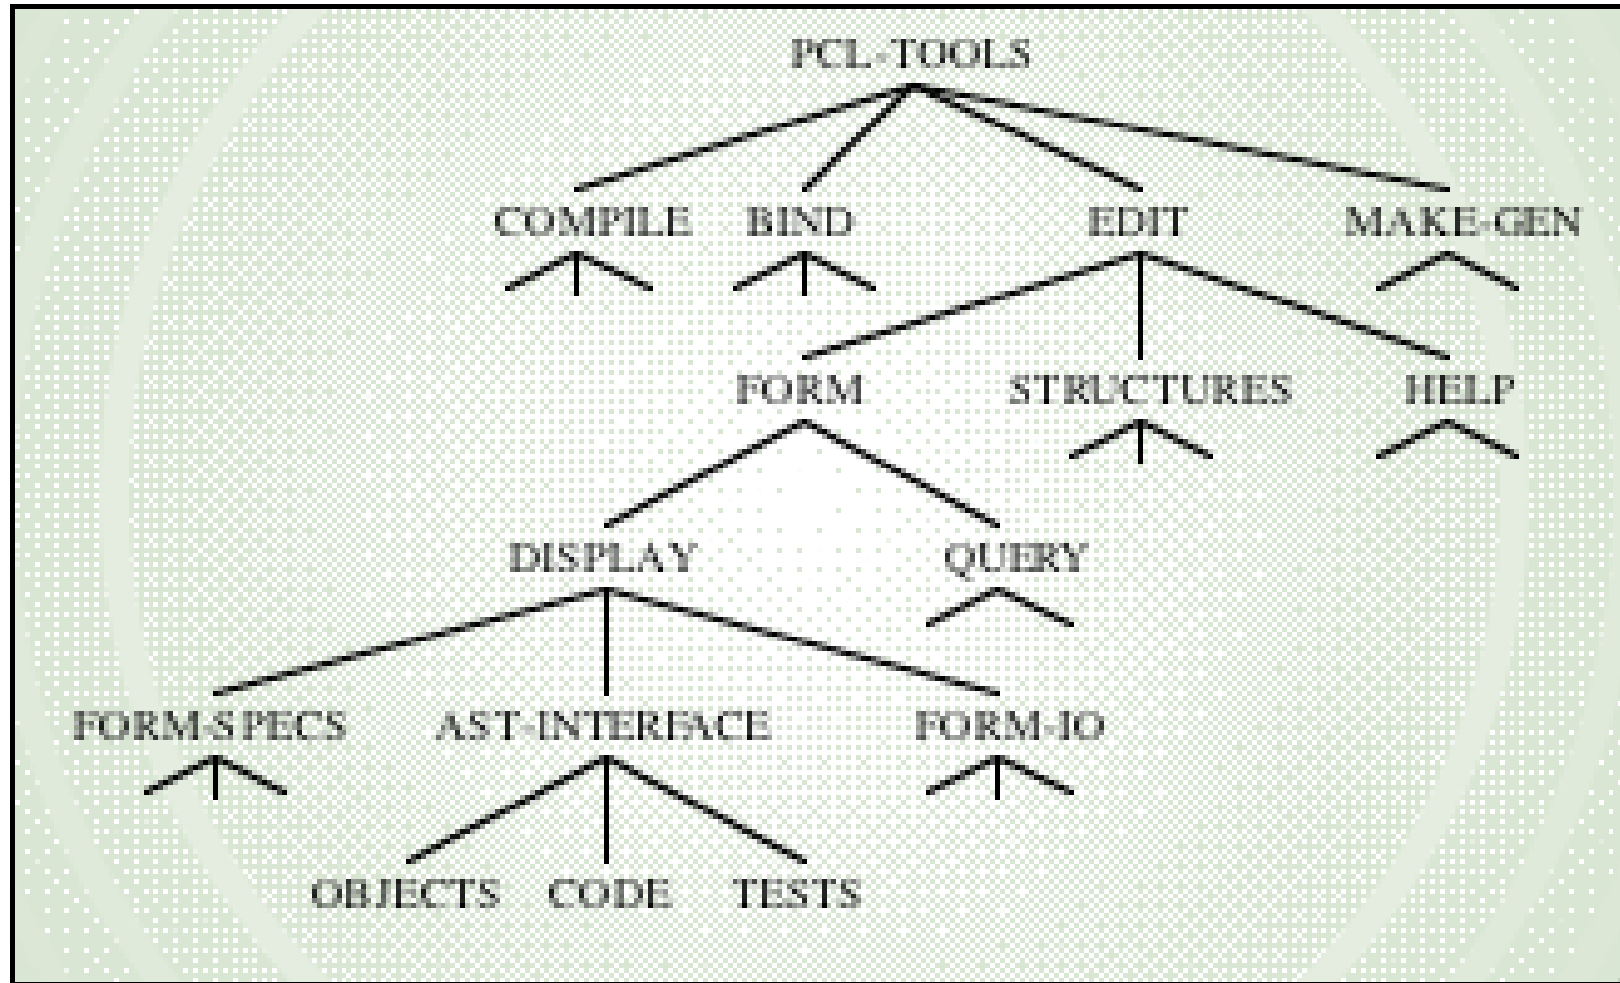 PCL-TOOLS
COMPILE BIND EDIT MAKE-GEN
FORM STRUCTURES HELP
DISPLAY QUERY
FORM-SPECS AST-INTERFACE FORM-IO
OBJECTS CODE TESTS